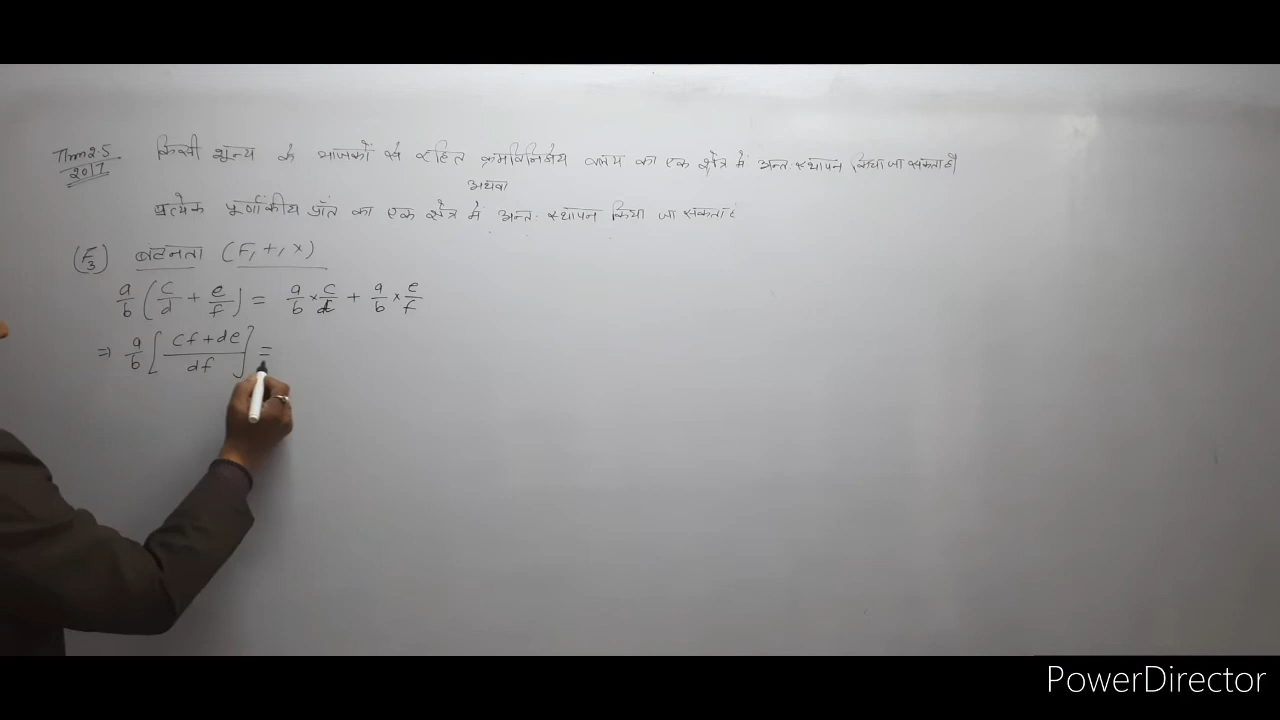 Thm 2.5 किसी शून्य के भाजकों से रहित क्रमविनिमेय वलय का एक क्षेत्र में अन्तः स्थापन किया जा सकता है
2017
अथवा
प्रत्येक पूर्णांकीय प्रांत का एक क्षेत्र में अन्तः स्थापन किया जा सकता है
(F3) बंटनता (F, +, ×)
a/b (c/d + e/f) = a/b × c/d + a/b × e/f
⇒ a/b [cf+de / df] =
PowerDirector